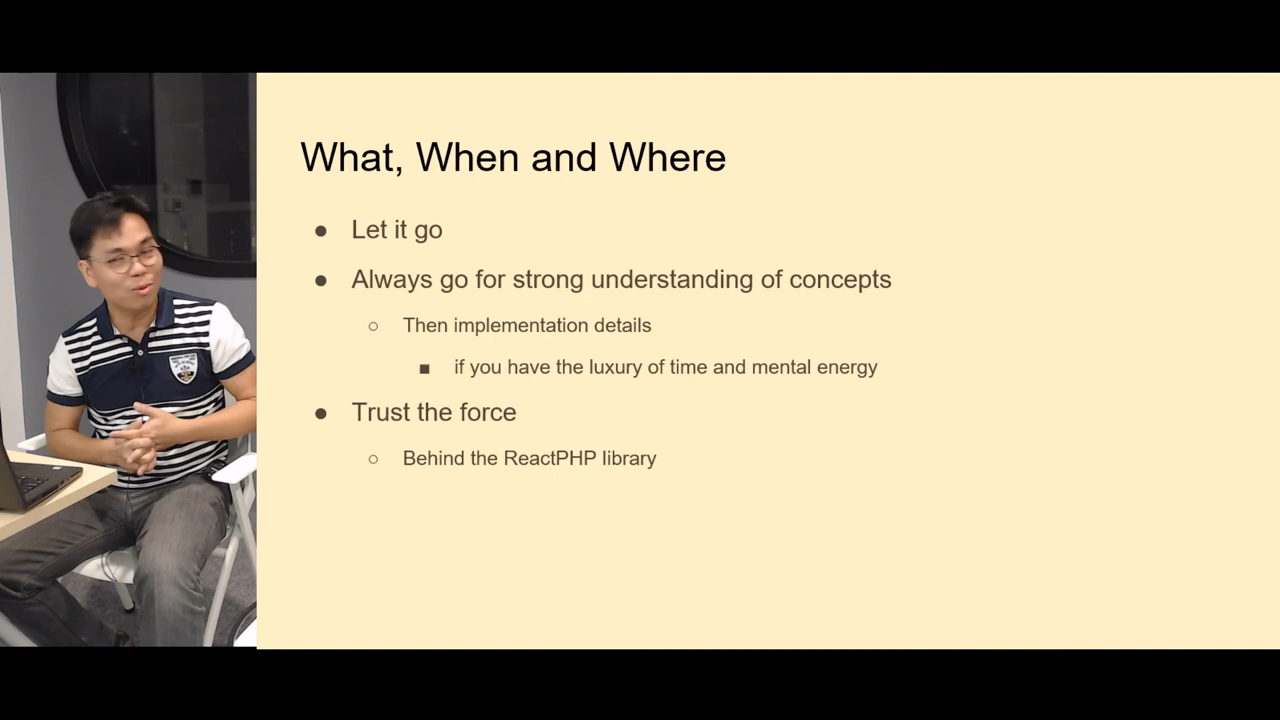 What, When and Where
● Let it go
● Always go for strong understanding of concepts
○ Then implementation details
■ if you have the luxury of time and mental energy
● Trust the force
○ Behind the ReactPHP library